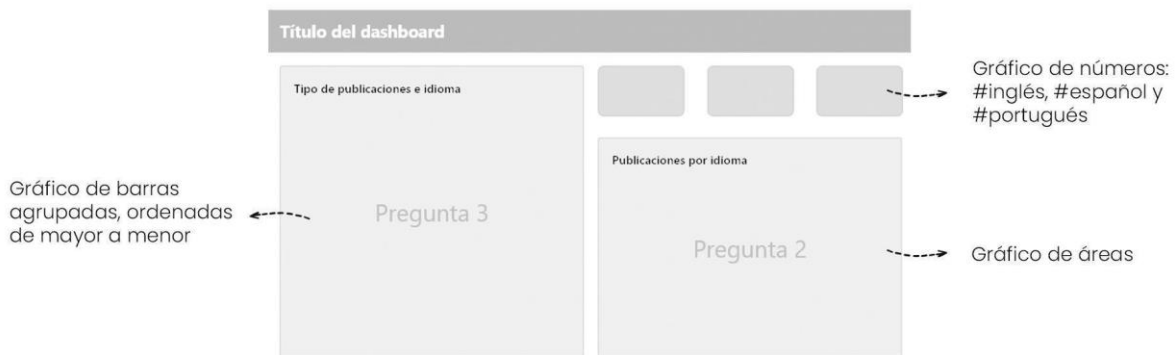 Título del dashboard
Tipo de publicaciones e idioma
Gráfico de números:
#inglés, #español y
#portugués
Publicaciones por idioma
Gráfico de barras
agrupadas, ordenadas
de mayor a menor
Pregunta 3
Pregunta 2
Gráfico de áreas